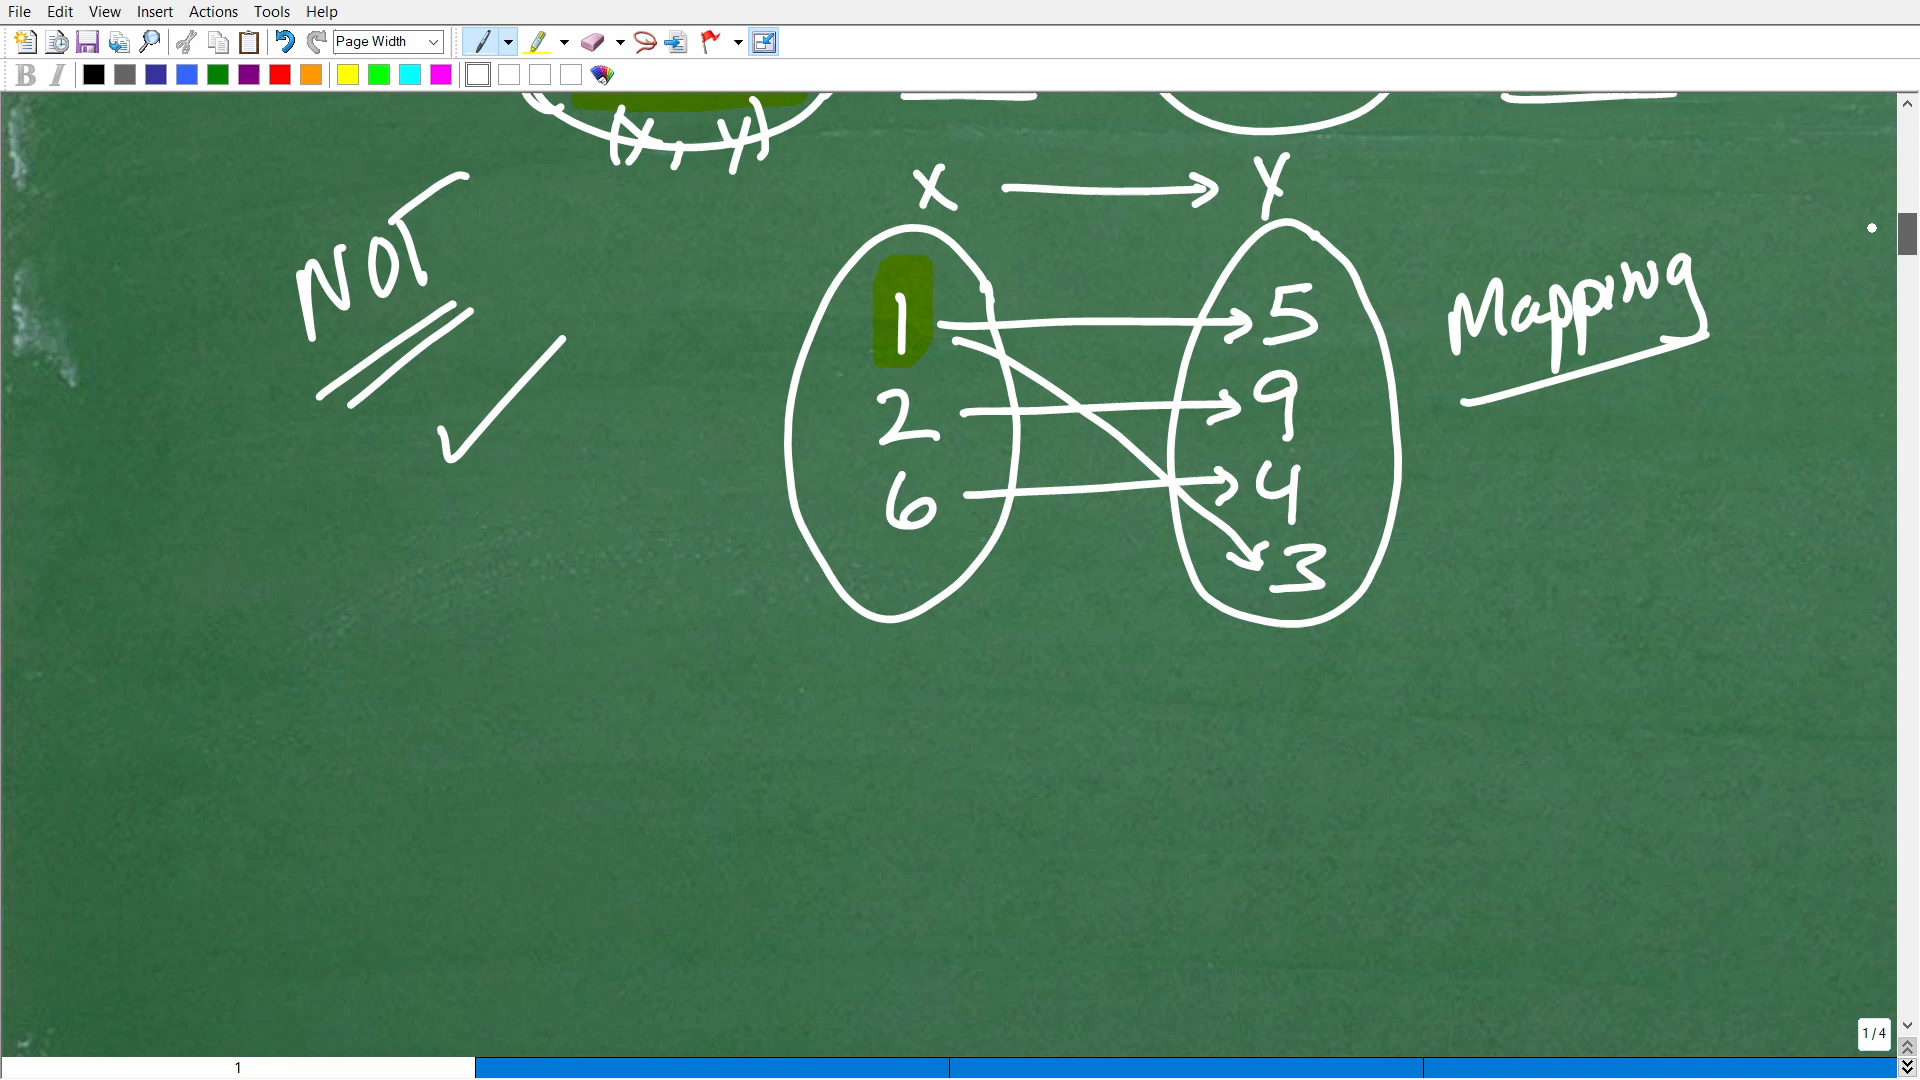 File Edit View Insert Actions Tools Help
Page Width
B I
(x, y)
X → Y
NOT
1 5
2 9
6 4
3
Mapping
1 / 4
1